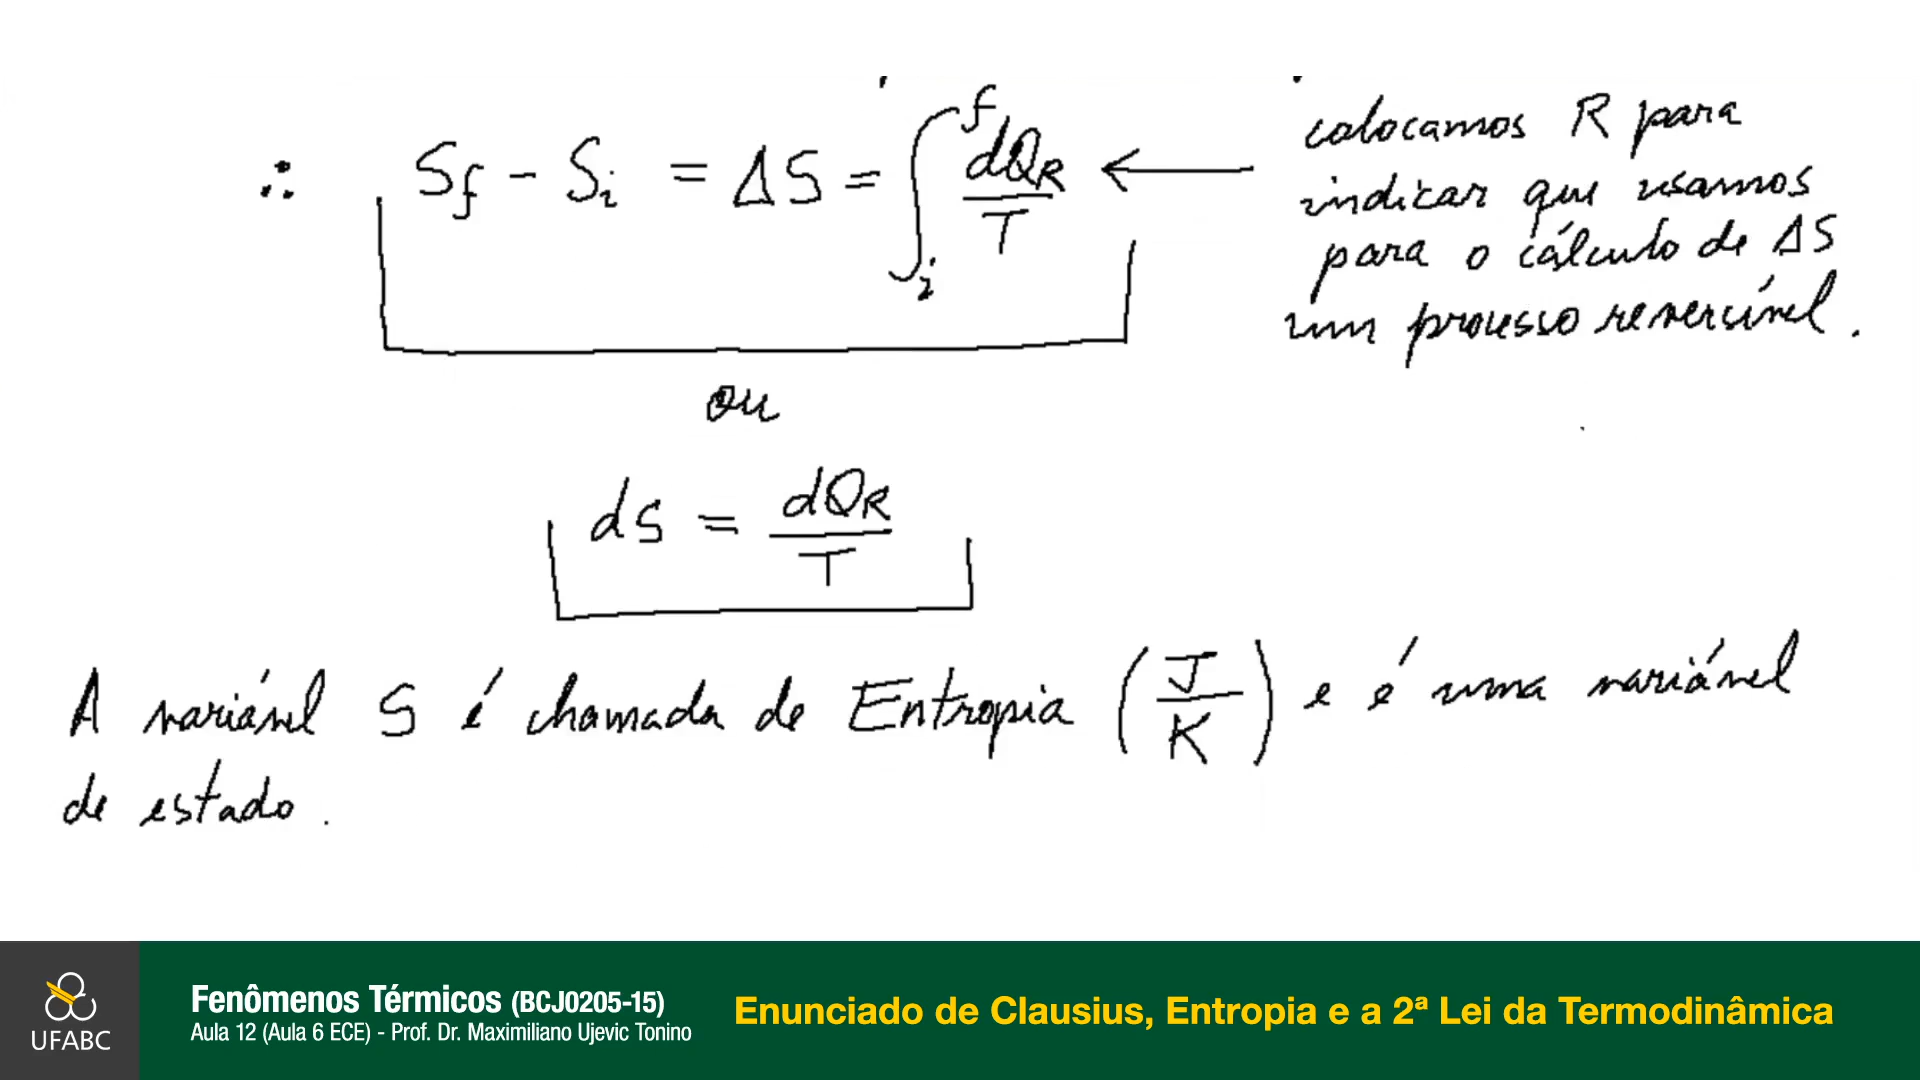 ∴ Sf - Si = ΔS = ∫_i^f dQR/T ←
colocamos R para
indicar que usamos
para o cálculo de ΔS
um processo reversível.
ou
dS = dQR/T
A variável S é chamada de Entropia (J/K) e é uma variável
de estado.
UFABC
Fenômenos Térmicos (BCJ0205-15)
Aula 12 (Aula 6 ECE) - Prof. Dr. Maximiliano Ujevic Tonino
Enunciado de Clausius, Entropia e a 2ª Lei da Termodinâmica